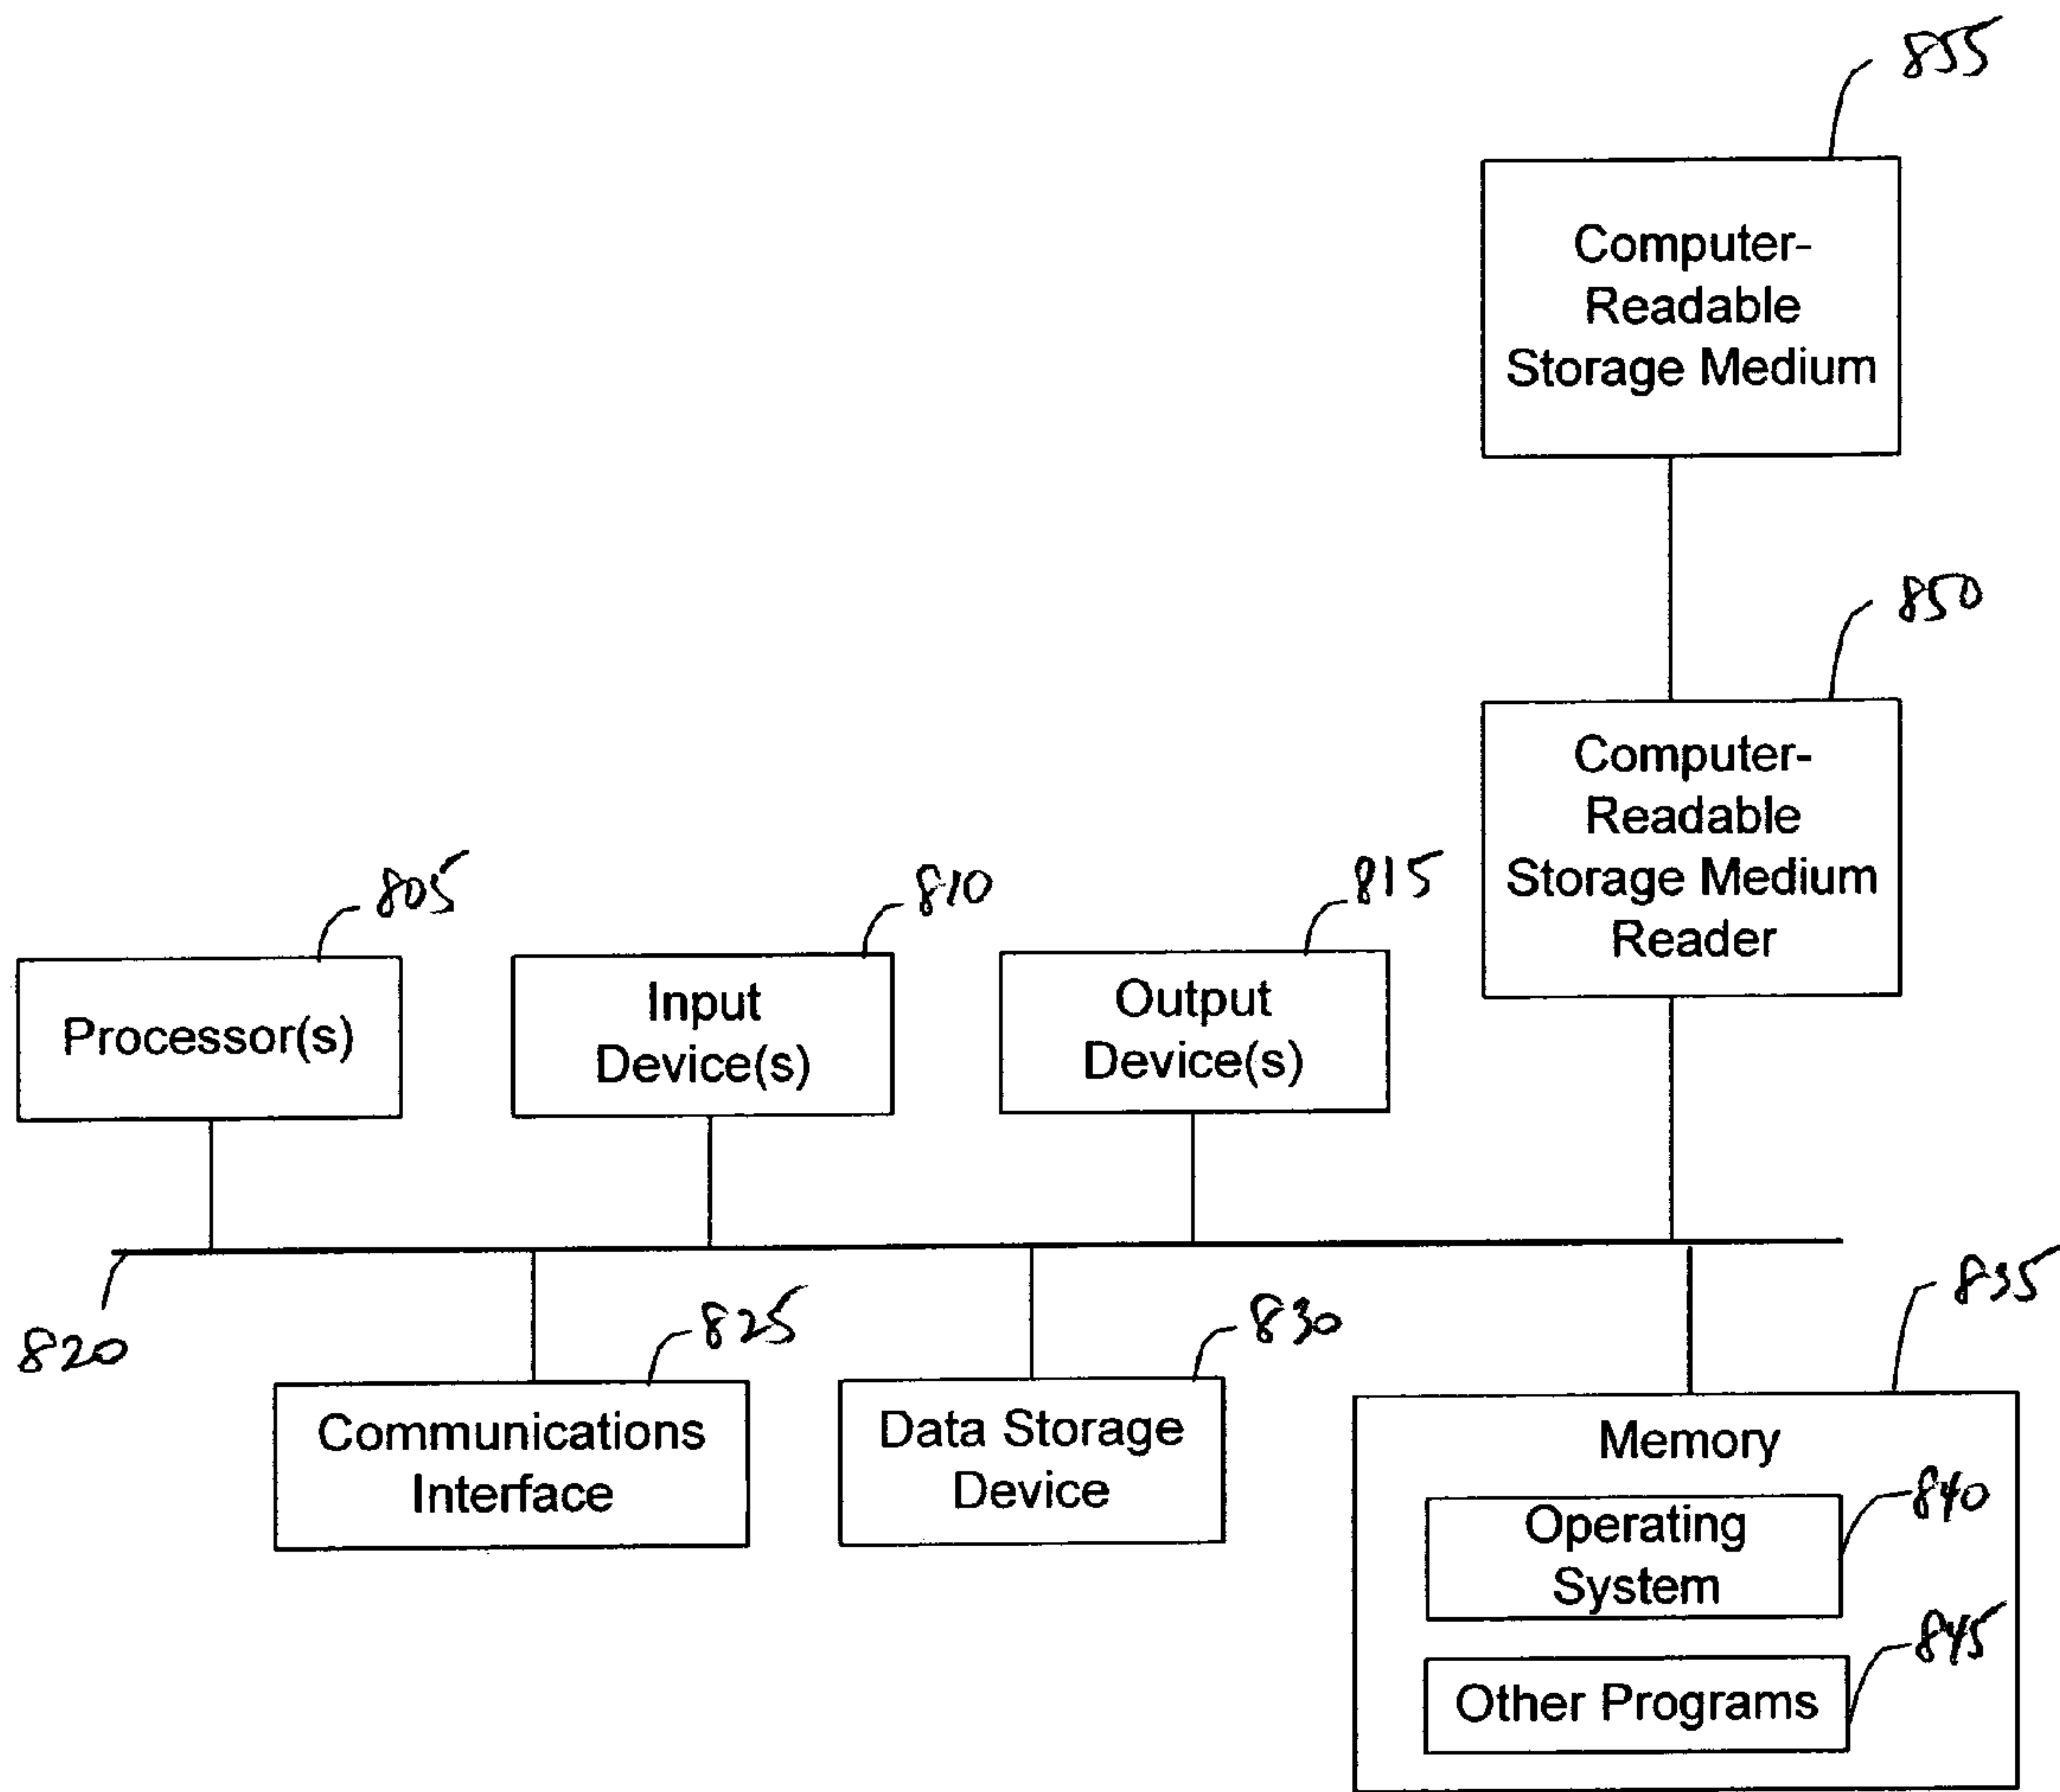 855
Computer-
Readable
Storage Medium
850
Computer-
Readable
Storage Medium
Reader
805
Processor(s)
810
Input
Device(s)
815
Output
Device(s)
820
825
Communications
Interface
830
Data Storage
Device
835
Memory
840
Operating
System
845
Other Programs